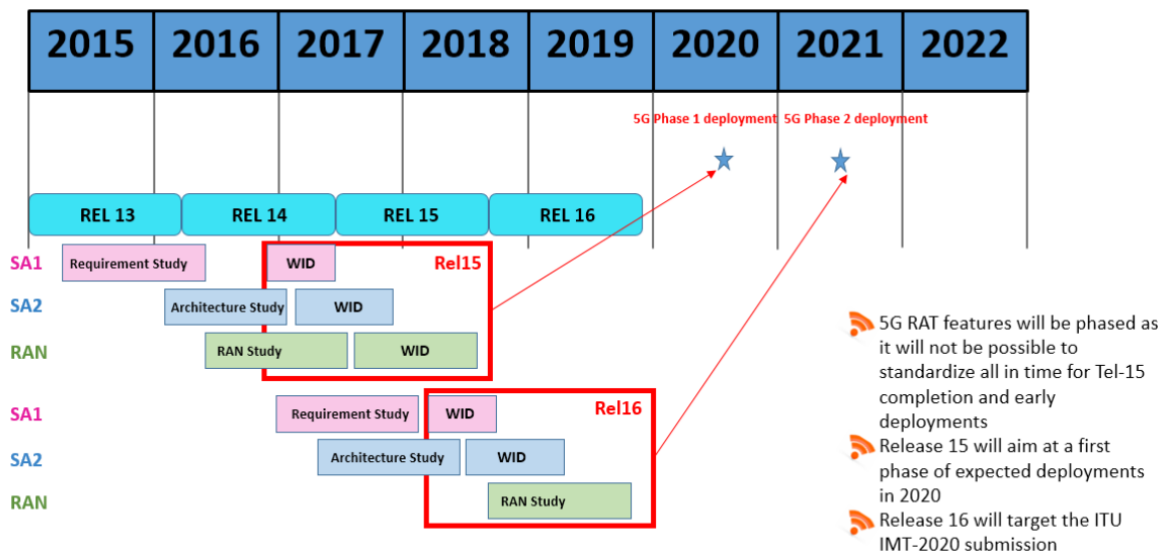 2015 2016 2017 2018 2019 2020 2021 2022
5G Phase 1 deployment 5G Phase 2 deployment
REL 13 REL 14 REL 15 REL 16
SA1 Requirement Study WID Rel15
SA2 Architecture Study WID
RAN RAN Study WID
SA1 Requirement Study WID Rel16
SA2 Architecture Study WID
RAN RAN Study
5G RAT features will be phased as
it will not be possible to
standardize all in time for Tel-15
completion and early
deployments
Release 15 will aim at a first
phase of expected deployments
in 2020
Release 16 will target the ITU
IMT-2020 submission